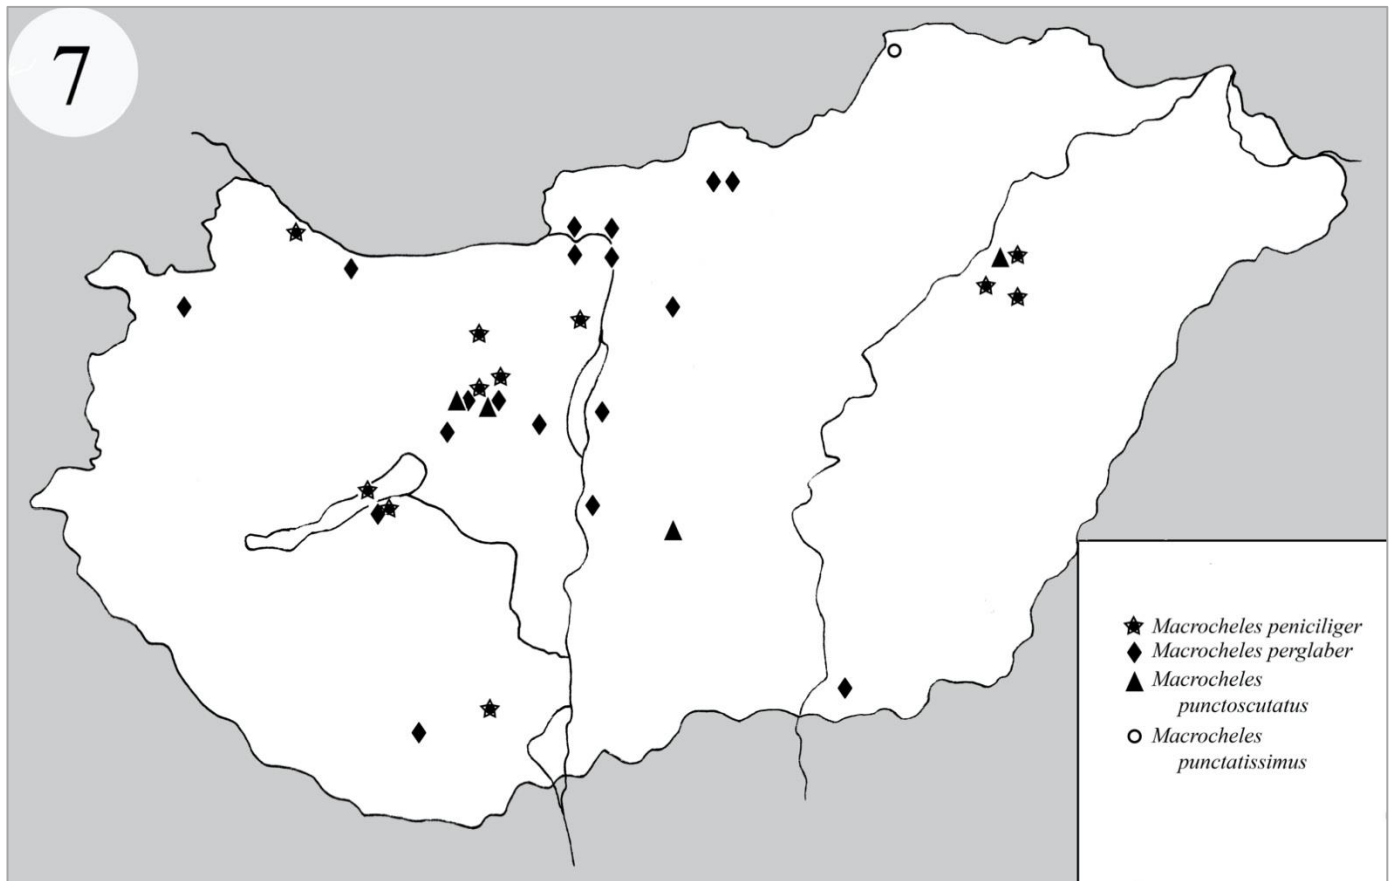 7
Macrocheles peniciliger
Macrocheles perglaber
Macrocheles
punctoscutatus
Macrocheles
punctatissimus